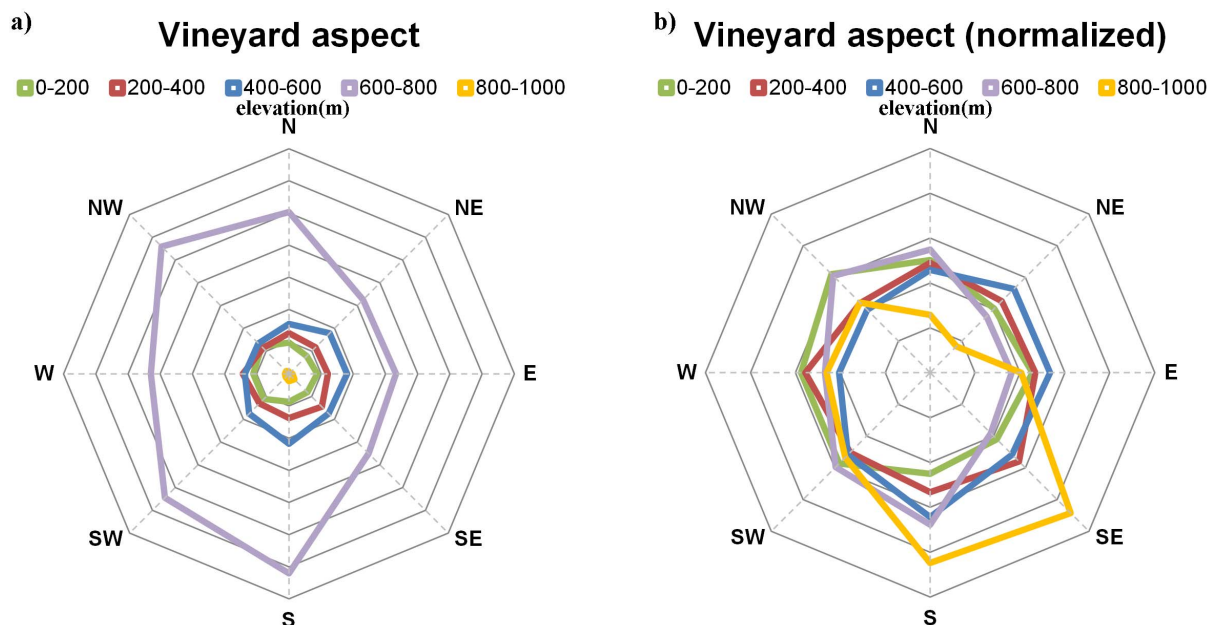 a)
Vineyard aspect
0-200 200-400 400-600 600-800 800-1000
elevation(m)
N
NW NE
W E
SW SE
S
b)
Vineyard aspect (normalized)
0-200 200-400 400-600 600-800 800-1000
elevation(m)
N
NW NE
W E
SW SE
S